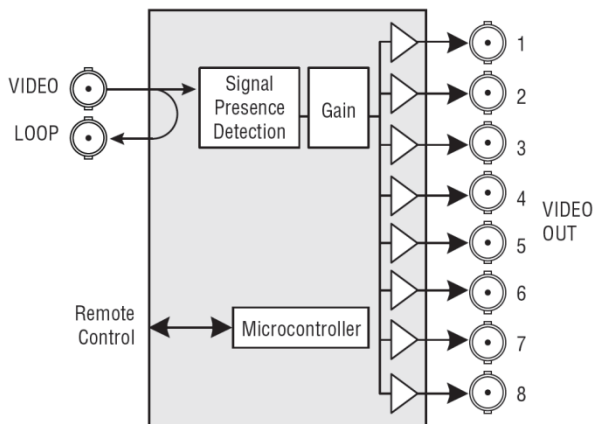 VIDEO
LOOP
Signal
Presence
Detection
Gain
1
2
3
4
5
6
7
8
VIDEO
OUT
Remote
Control
Microcontroller